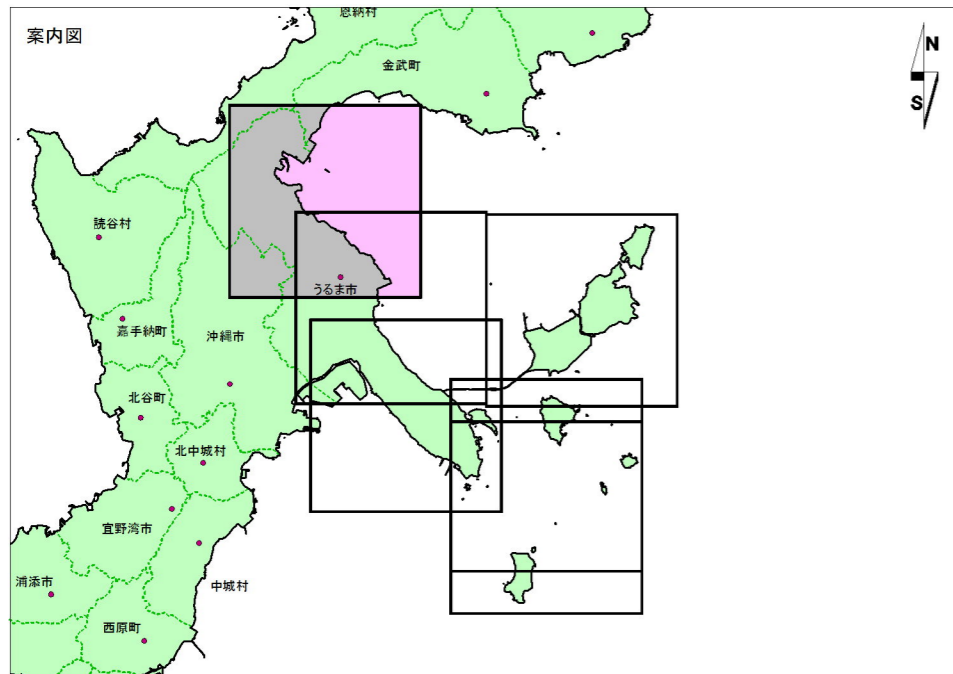 案内図
恩納村
金武町
N
S
読谷村
うるま市
嘉手納町
沖縄市
北谷町
北中城村
宜野湾市
浦添市
中城村
西原町